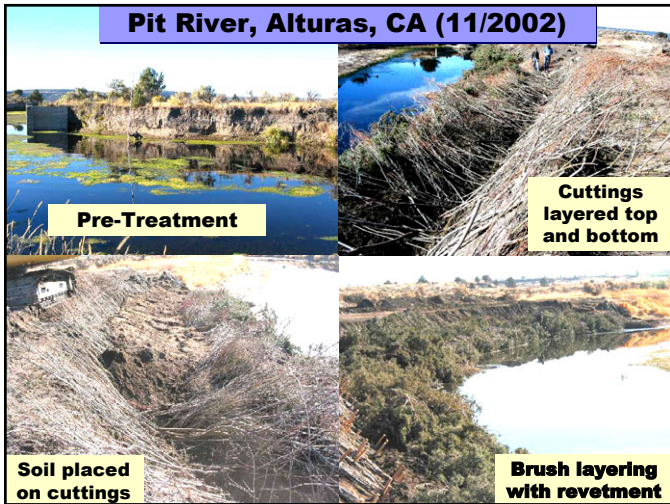 Pit River, Alturas, CA (11/2002)
Pre-Treatment
Cuttings
layered top
and bottom
Soil placed
on cuttings
Brush layering
with revetment